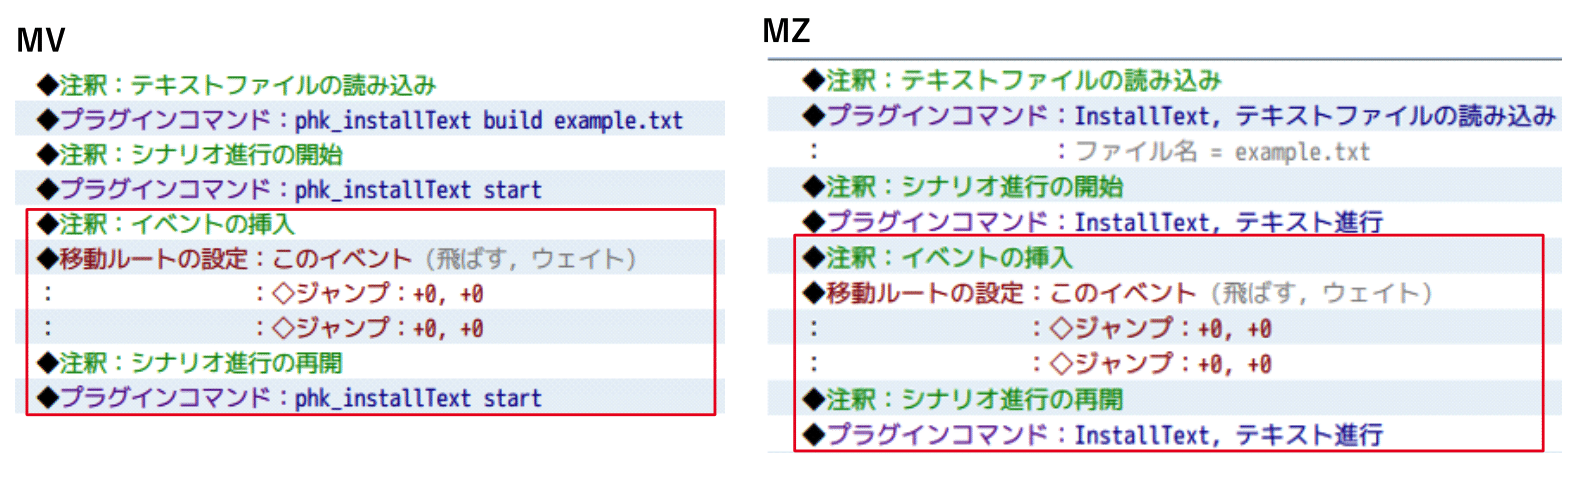 MV
◆注釈：テキストファイルの読み込み
◆プラグインコマンド：phk_installText build example.txt
◆注釈：シナリオ進行の開始
◆プラグインコマンド：phk_installText start
◆注釈：イベントの挿入
◆移動ルートの設定：このイベント (飛ばす, ウェイト)
：　　　　　　　　：◇ジャンプ：+0, +0
：　　　　　　　　：◇ジャンプ：+0, +0
◆注釈：シナリオ進行の再開
◆プラグインコマンド：phk_installText start
MZ
◆注釈：テキストファイルの読み込み
◆プラグインコマンド：InstallText, テキストファイルの読み込み
：　　　　　　　　　：ファイル名 = example.txt
◆注釈：シナリオ進行の開始
◆プラグインコマンド：InstallText, テキスト進行
◆注釈：イベントの挿入
◆移動ルートの設定：このイベント (飛ばす, ウェイト)
：　　　　　　　　：◇ジャンプ：+0, +0
：　　　　　　　　：◇ジャンプ：+0, +0
◆注釈：シナリオ進行の再開
◆プラグインコマンド：InstallText, テキスト進行